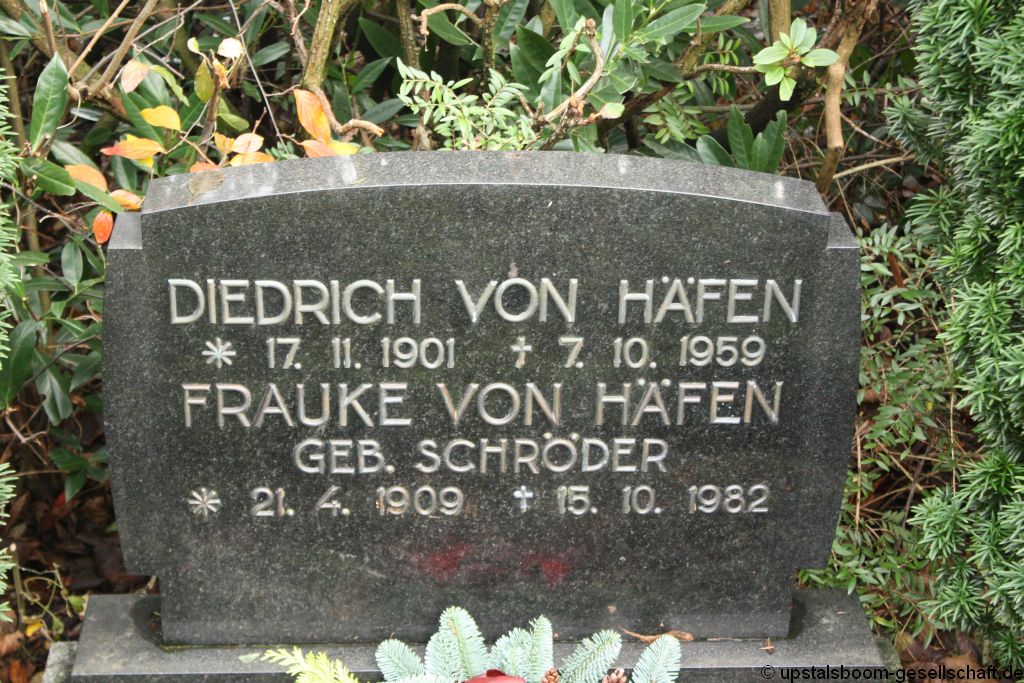 DIEDRICH VON HÄFEN
* 17. 11. 1901 † 7. 10. 1959
FRAUKE VON HÄFEN
GEB. SCHRÖDER
* 21. 4. 1909 † 15. 10. 1982
© upstalsboom-gesellschaft.de